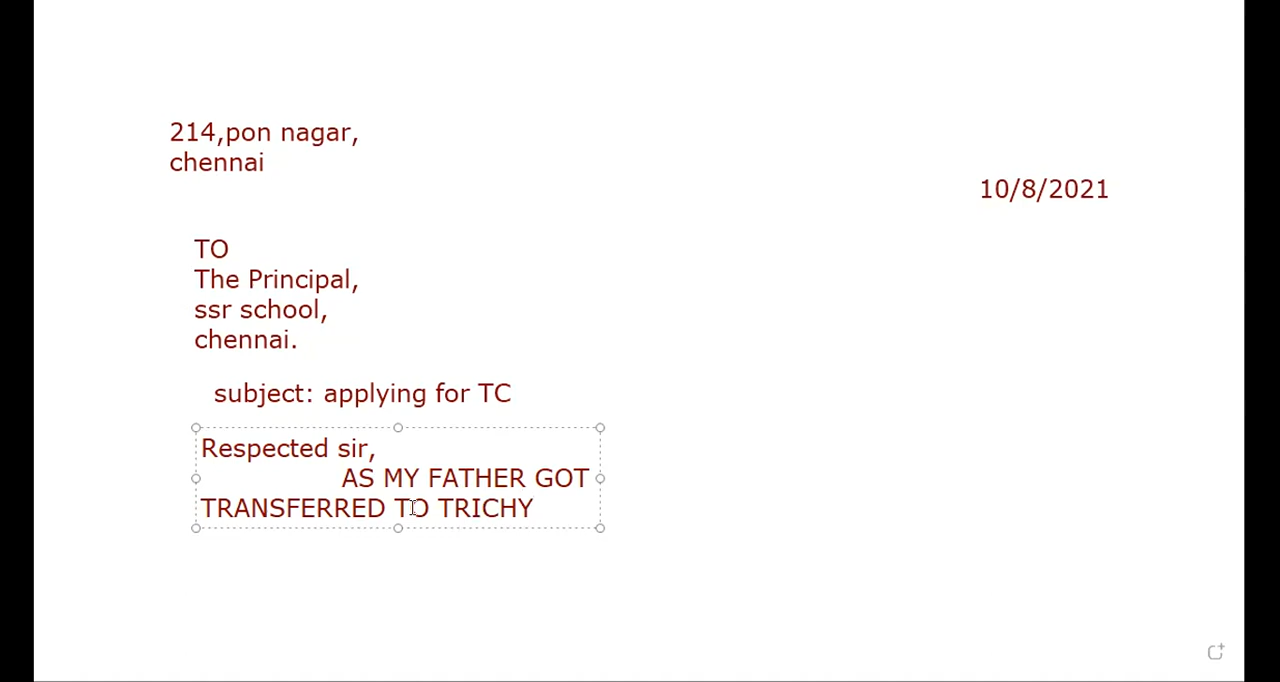 214,pon nagar,
chennai
10/8/2021
TO
The Principal,
ssr school,
chennai.
subject: applying for TC
Respected sir,
AS MY FATHER GOT
TRANSFERRED TO TRICHY